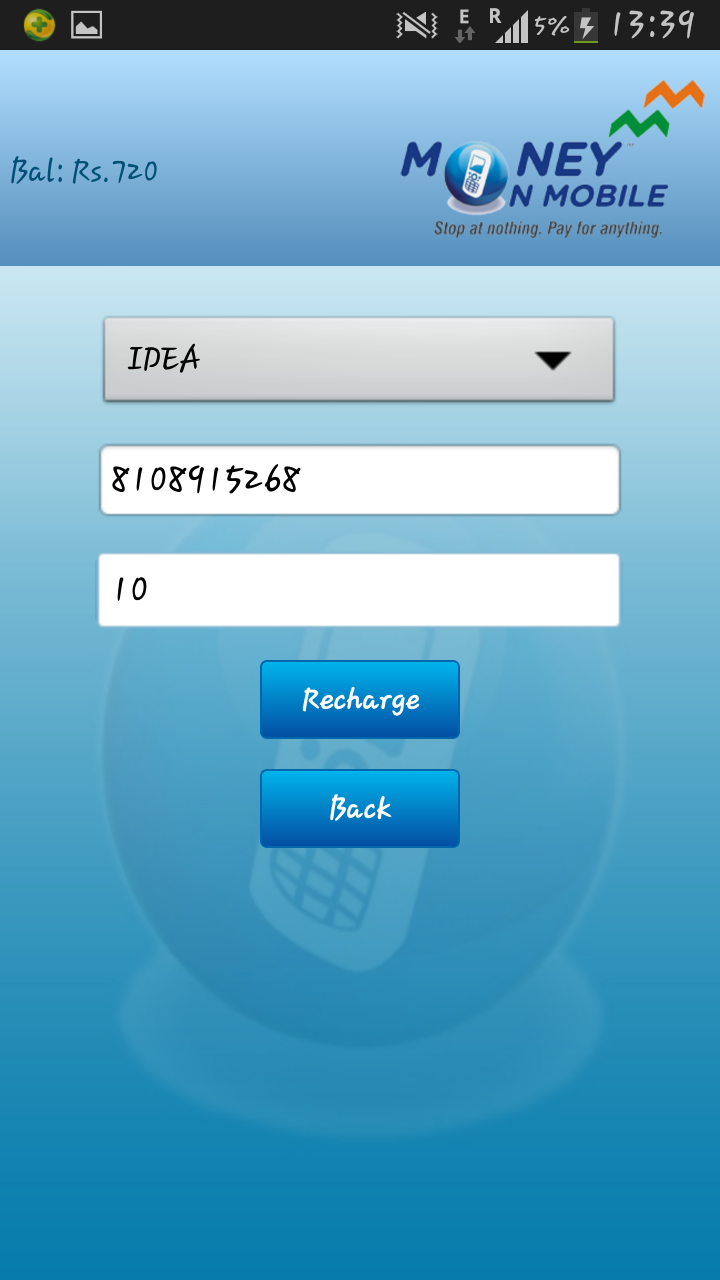 E R 5% 13:39
Bal: Rs.720
MONEY
ON MOBILE
Stop at nothing. Pay for anything.
IDEA
8108915268
10
Recharge
Back